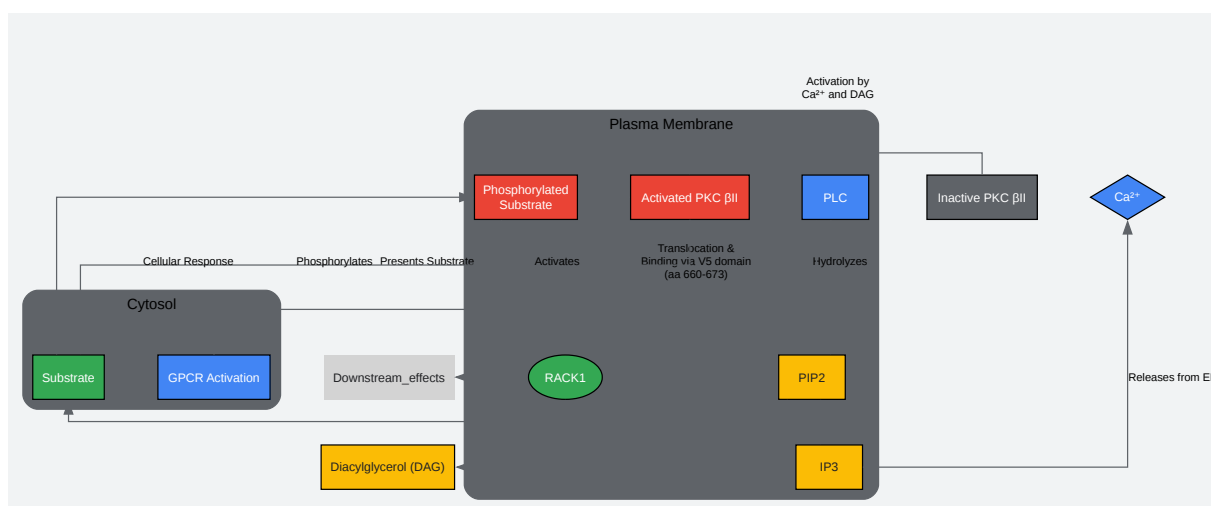 Activation by
Ca²⁺ and DAG
Plasma Membrane
Phosphorylated
Substrate
Activated PKC βII
PLC
Inactive PKC βII
Ca²⁺
Cellular Response
Phosphorylates
Presents Substrate
Activates
Translocation &
Binding via V5 domain
(aa 660-673)
Hydrolyzes
Cytosol
Substrate
GPCR Activation
Downstream_effects
RACK1
PIP2
Releases from
Diacylglycerol (DAG)
IP3